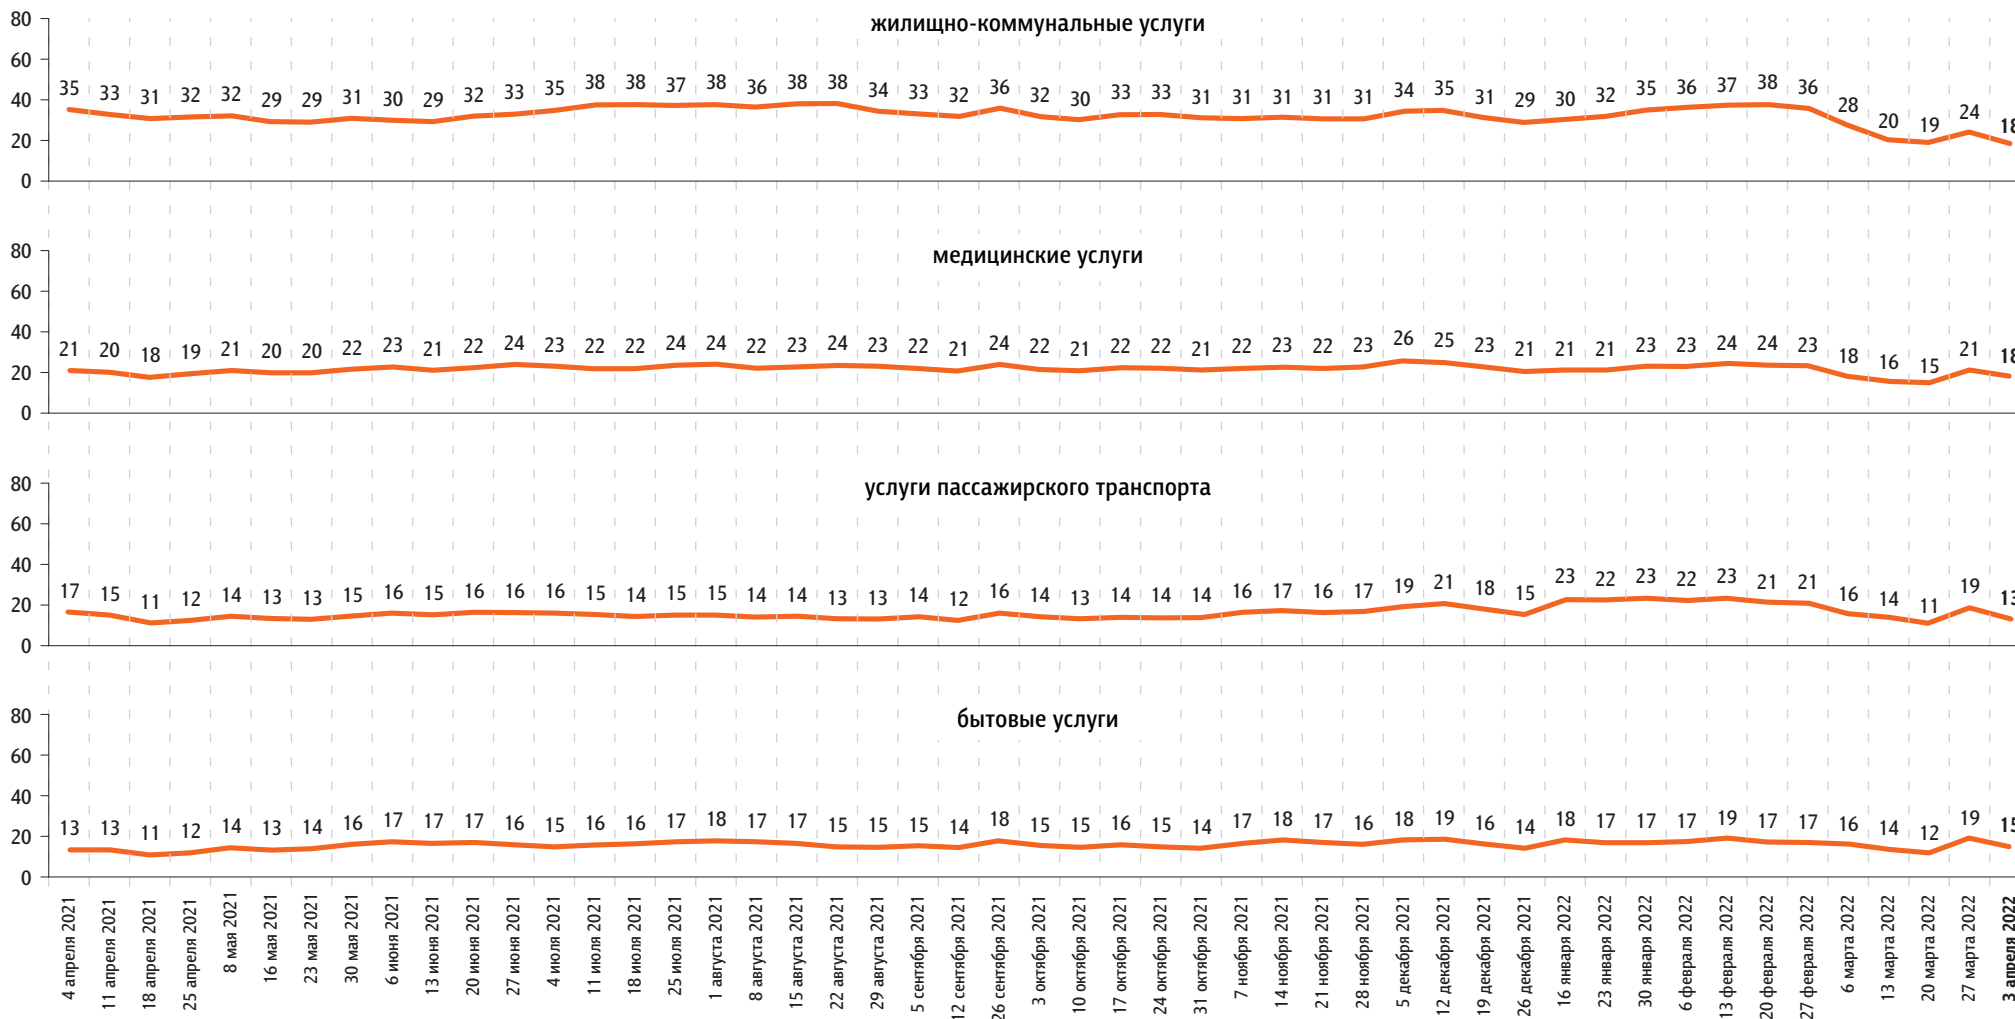 жилищно-коммунальные услуги
80
60
40
20
0
35 33 31 32 32 29 29 31 30 29 32 33 35 38 38 37 38 36 38 38 34 33 32 36 32 30 33 33 31 31 31 31 31 34 35 31 29 30 32 35 36 37 38 36 28 20 19 24 18
медицинские услуги
80
60
40
20
0
21 20 18 19 21 20 20 22 23 21 22 24 23 22 22 24 24 22 23 24 23 22 21 24 22 21 22 22 21 22 23 22 23 26 25 23 21 21 21 23 23 24 24 23 18 16 15 21 18
услуги пассажирского транспорта
80
60
40
20
0
17 15 11 12 14 13 13 15 16 15 16 16 16 15 14 15 15 14 14 13 13 14 12 16 14 13 14 14 14 16 17 16 17 19 21 18 15 23 22 23 22 23 21 21 16 14 11 19 13
бытовые услуги
80
60
40
20
0
13 13 11 12 14 13 14 16 17 17 17 16 15 16 16 17 18 17 17 15 15 15 14 18 15 15 16 15 14 17 18 17 16 18 19 16 14 18 17 17 17 19 17 17 16 14 12 19 15
4 апреля 2021
11 апреля 2021
18 апреля 2021
25 апреля 2021
8 мая 2021
16 мая 2021
23 мая 2021
30 мая 2021
6 июня 2021
13 июня 2021
20 июня 2021
27 июня 2021
4 июля 2021
11 июля 2021
18 июля 2021
25 июля 2021
1 августа 2021
8 августа 2021
15 августа 2021
22 августа 2021
29 августа 2021
5 сентября 2021
12 сентября 2021
26 сентября 2021
3 октября 2021
10 октября 2021
17 октября 2021
24 октября 2021
31 октября 2021
7 ноября 2021
14 ноября 2021
21 ноября 2021
28 ноября 2021
5 декабря 2021
12 декабря 2021
19 декабря 2021
26 декабря 2021
16 января 2022
23 января 2022
30 января 2022
6 февраля 2022
13 февраля 2022
20 февраля 2022
27 февраля 2022
6 марта 2022
13 марта 2022
20 марта 2022
27 марта 2022
3 апреля 2022